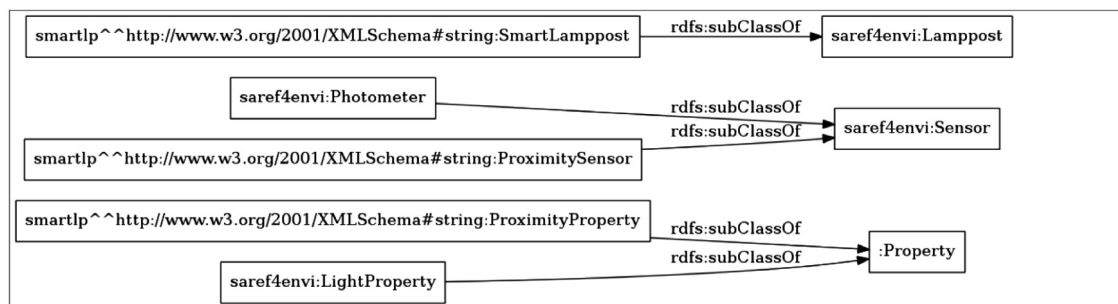 smartlp^^http://www.w3.org/2001/XMLSchema#string:SmartLamppost
rdfs:subClassOf
saref4envi:Lamppost
saref4envi:Photometer
rdfs:subClassOf
saref4envi:Sensor
rdfs:subClassOf
smartlp^^http://www.w3.org/2001/XMLSchema#string:ProximitySensor
smartlp^^http://www.w3.org/2001/XMLSchema#string:ProximityProperty
rdfs:subClassOf
:Property
rdfs:subClassOf
saref4envi:LightProperty